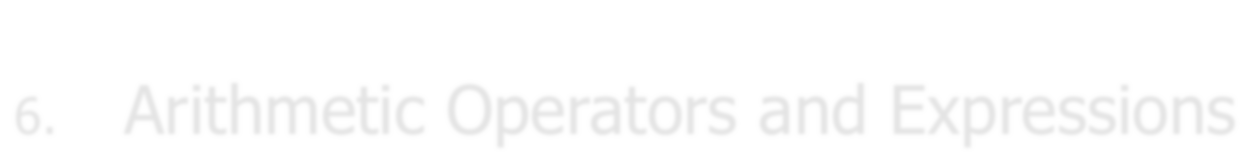 6. Arithmetic Operators and Expressions